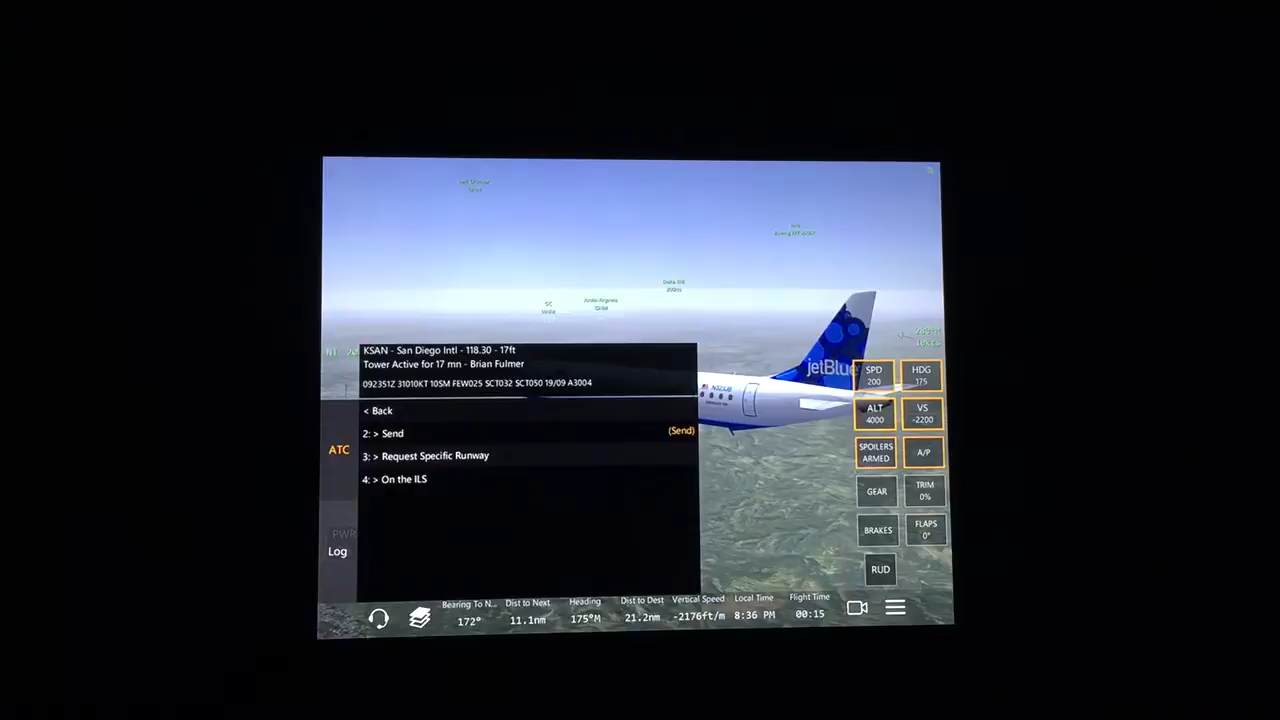 KSAN - San Diego Intl - 118.30 - 17ft
Tower Active for 17 mn - Brian Fulmer
092351Z 31010KT 10SM FEW025 SCT032 SCT050 19/09 A3004
< Back
2: > Send (Send)
3: > Request Specific Runway
4: > On the ILS
ATC
Log
jetBlue
SPD
200
HDG
175
ALT
4000
VS
-2200
SPOILERS
ARMED
A/P
GEAR
TRIM
0%
BRAKES
FLAPS
0°
RUD
Bearing To N...
172°
Dist to Next
11.1nm
Heading
175°M
Dist to Dest
21.2nm
Vertical Speed
-2176ft/m
Local Time
8:36 PM
Flight Time
00:15